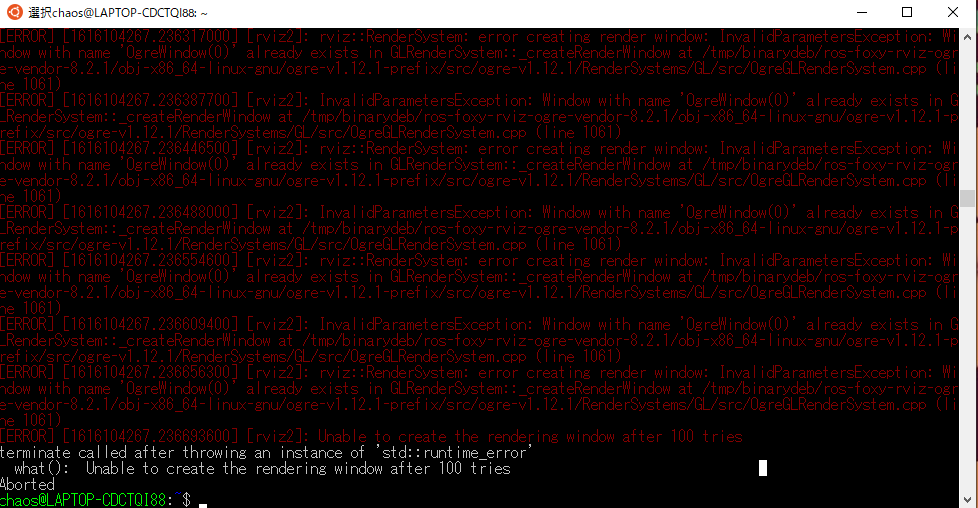 選択chaos@LAPTOP-CDCTQI88: ~
[ERROR] [1616104267.236317000] [rviz2]: rviz::RenderSystem: error creating render window: InvalidParametersException: Wi
ndow with name 'OgreWindow(0)' already exists in GLRenderSystem::_createRenderWindow at /tmp/binarydeb/ros-foxy-rviz-ogr
e-vendor-8.2.1/obj-x86_64-linux-gnu/ogre-v1.12.1-prefix/src/ogre-v1.12.1/RenderSystems/GL/src/OgreGLRenderSystem.cpp (li
ne 1061)
[ERROR] [1616104267.236387700] [rviz2]: InvalidParametersException: Window with name 'OgreWindow(0)' already exists in G
LRenderSystem::_createRenderWindow at /tmp/binarydeb/ros-foxy-rviz-ogre-vendor-8.2.1/obj-x86_64-linux-gnu/ogre-v1.12.1-p
refix/src/ogre-v1.12.1/RenderSystems/GL/src/OgreGLRenderSystem.cpp (line 1061)
[ERROR] [1616104267.236446500] [rviz2]: rviz::RenderSystem: error creating render window: InvalidParametersException: Wi
ndow with name 'OgreWindow(0)' already exists in GLRenderSystem::_createRenderWindow at /tmp/binarydeb/ros-foxy-rviz-ogr
e-vendor-8.2.1/obj-x86_64-linux-gnu/ogre-v1.12.1-prefix/src/ogre-v1.12.1/RenderSystems/GL/src/OgreGLRenderSystem.cpp (li
ne 1061)
[ERROR] [1616104267.236488000] [rviz2]: InvalidParametersException: Window with name 'OgreWindow(0)' already exists in G
LRenderSystem::_createRenderWindow at /tmp/binarydeb/ros-foxy-rviz-ogre-vendor-8.2.1/obj-x86_64-linux-gnu/ogre-v1.12.1-p
refix/src/ogre-v1.12.1/RenderSystems/GL/src/OgreGLRenderSystem.cpp (line 1061)
[ERROR] [1616104267.236554800] [rviz2]: rviz::RenderSystem: error creating render window: InvalidParametersException: Wi
ndow with name 'OgreWindow(0)' already exists in GLRenderSystem::_createRenderWindow at /tmp/binarydeb/ros-foxy-rviz-ogr
e-vendor-8.2.1/obj-x86_64-linux-gnu/ogre-v1.12.1-prefix/src/ogre-v1.12.1/RenderSystems/GL/src/OgreGLRenderSystem.cpp (li
ne 1061)
[ERROR] [1616104267.236609400] [rviz2]: InvalidParametersException: Window with name 'OgreWindow(0)' already exists in G
LRenderSystem::_createRenderWindow at /tmp/binarydeb/ros-foxy-rviz-ogre-vendor-8.2.1/obj-x86_64-linux-gnu/ogre-v1.12.1-p
refix/src/ogre-v1.12.1/RenderSystems/GL/src/OgreGLRenderSystem.cpp (line 1061)
[ERROR] [1616104267.236656300] [rviz2]: rviz::RenderSystem: error creating render window: InvalidParametersException: Wi
ndow with name 'OgreWindow(0)' already exists in GLRenderSystem::_createRenderWindow at /tmp/binarydeb/ros-foxy-rviz-ogr
e-vendor-8.2.1/obj-x86_64-linux-gnu/ogre-v1.12.1-prefix/src/ogre-v1.12.1/RenderSystems/GL/src/OgreGLRenderSystem.cpp (li
ne 1061)
[ERROR] [1616104267.236693600] [rviz2]: Unable to create the rendering window after 100 tries
terminate called after throwing an instance of 'std::runtime_error'
  what():  Unable to create the rendering window after 100 tries
Aborted
chaos@LAPTOP-CDCTQI88:~$